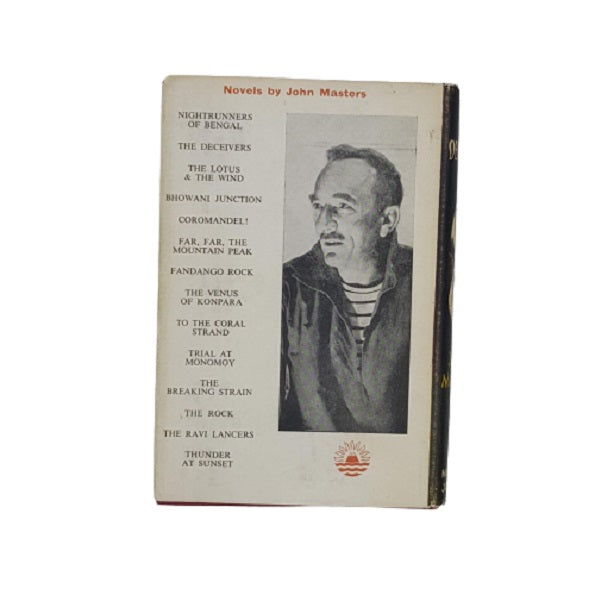 Novels by John Masters
NIGHTRUNNERS
OF BENGAL
THE DECEIVERS
THE LOTUS
& THE WIND
BHOWANI JUNCTION
COROMANDEL!
FAR, FAR, THE
MOUNTAIN PEAK
FANDANGO ROCK
THE VENUS
OF KONPARA
TO THE CORAL
STRAND
TRIAL AT
MONOMOY
THE
BREAKING STRAIN
THE ROCK
THE RAVI LANCERS
THUNDER
AT SUNSET